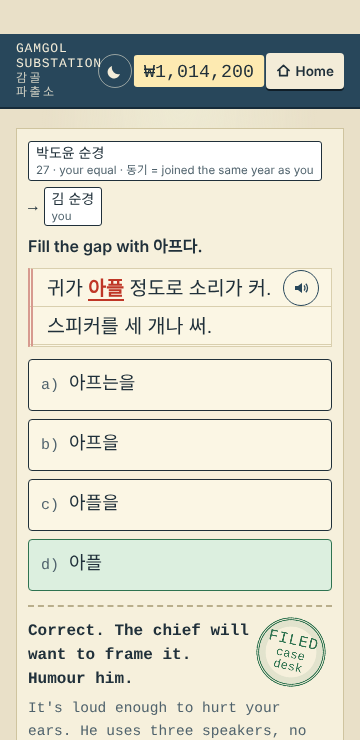 GAMGOL
SUBSTATION
감골
파출소
₩1,014,200
Home
박도윤 순경
27 · your equal · 동기 = joined the same year as you
→ 김 순경
you
Fill the gap with 아프다.
귀가 아플 정도로 소리가 커.
스피커를 세 개나 써.
a) 아프는을
b) 아프을
c) 아플을
d) 아플
Correct. The chief will
want to frame it.
Humour him.
FILED
case
desk
It's loud enough to hurt your
ears. He uses three speakers, no